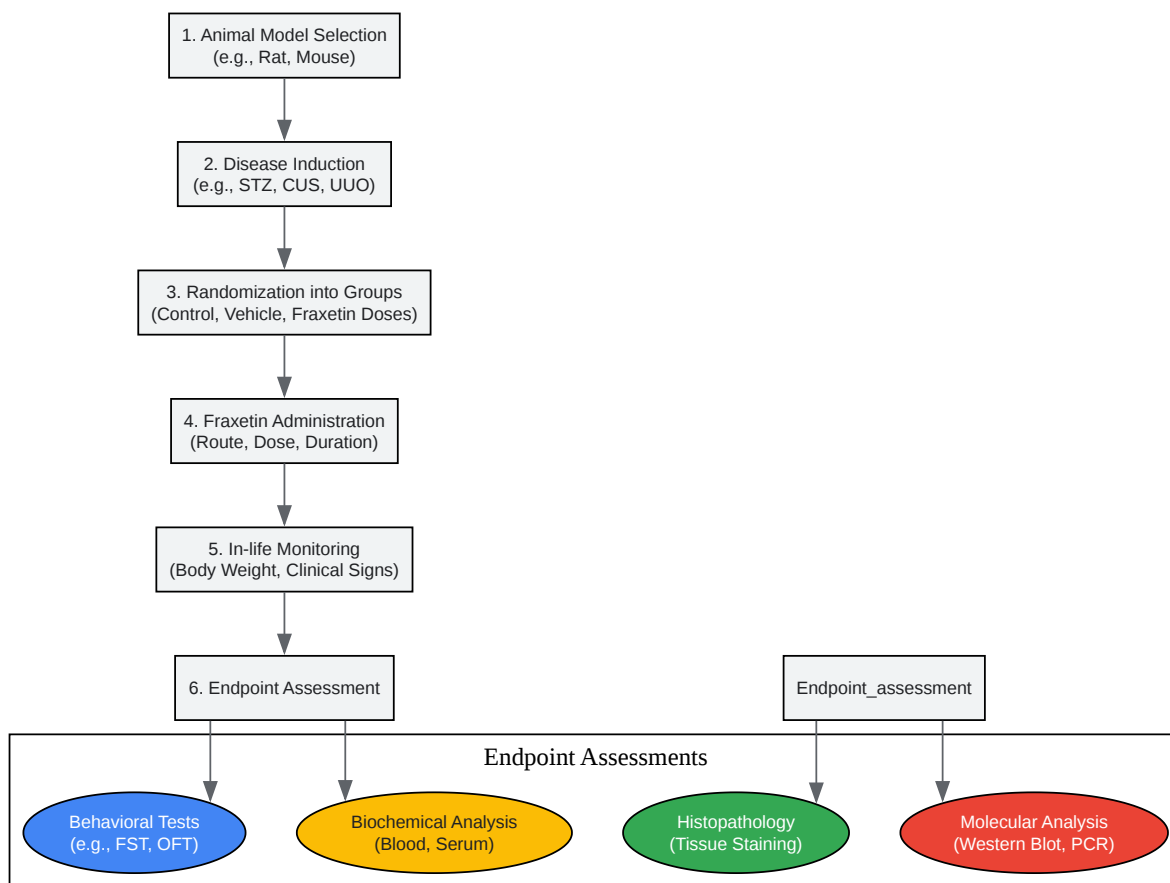 1. Animal Model Selection
(e.g., Rat, Mouse)
2. Disease Induction
(e.g., STZ, CUS, UUO)
3. Randomization into Groups
(Control, Vehicle, Fraxetin Doses)
4. Fraxetin Administration
(Route, Dose, Duration)
5. In-life Monitoring
(Body Weight, Clinical Signs)
6. Endpoint Assessment
Endpoint_assessment
Endpoint Assessments
Behavioral Tests
(e.g., FST, OFT)
Biochemical Analysis
(Blood, Serum)
Histopathology
(Tissue Staining)
Molecular Analysis
(Western Blot, PCR)